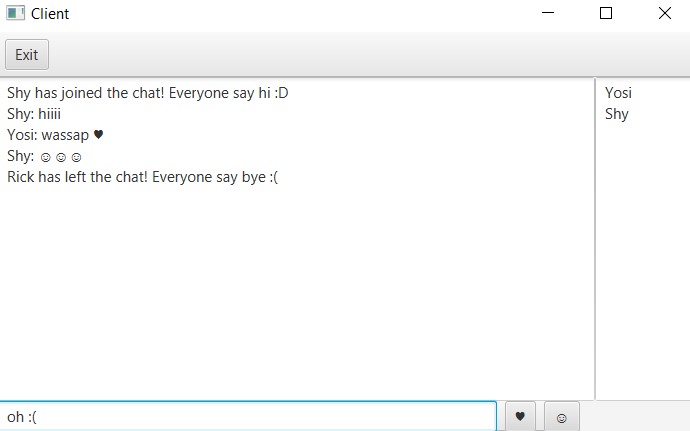 Client
Exit
Shy has joined the chat! Everyone say hi :D
Shy: hiiii
Yosi: wassap ♥
Shy: ☺☺☺
Rick has left the chat! Everyone say bye :(
Yosi
Shy
oh :(
♥ ☺